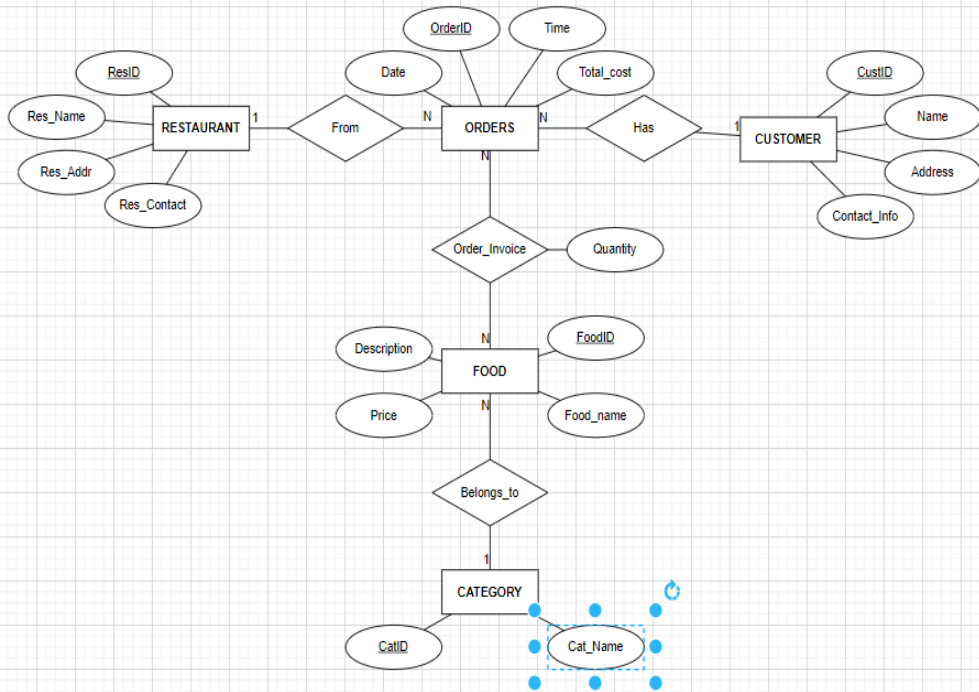 OrderID
Time
ResID
Date
Total_cost
CustID
Res_Name
RESTAURANT
1
From
N
ORDERS
N
Has
1
CUSTOMER
Name
Res_Addr
Address
Res_Contact
Contact_Info
N
Order_Invoice
Quantity
N
Description
FoodID
FOOD
Price
N
Food_name
Belongs_to
1
CATEGORY
CatID
Cat_Name